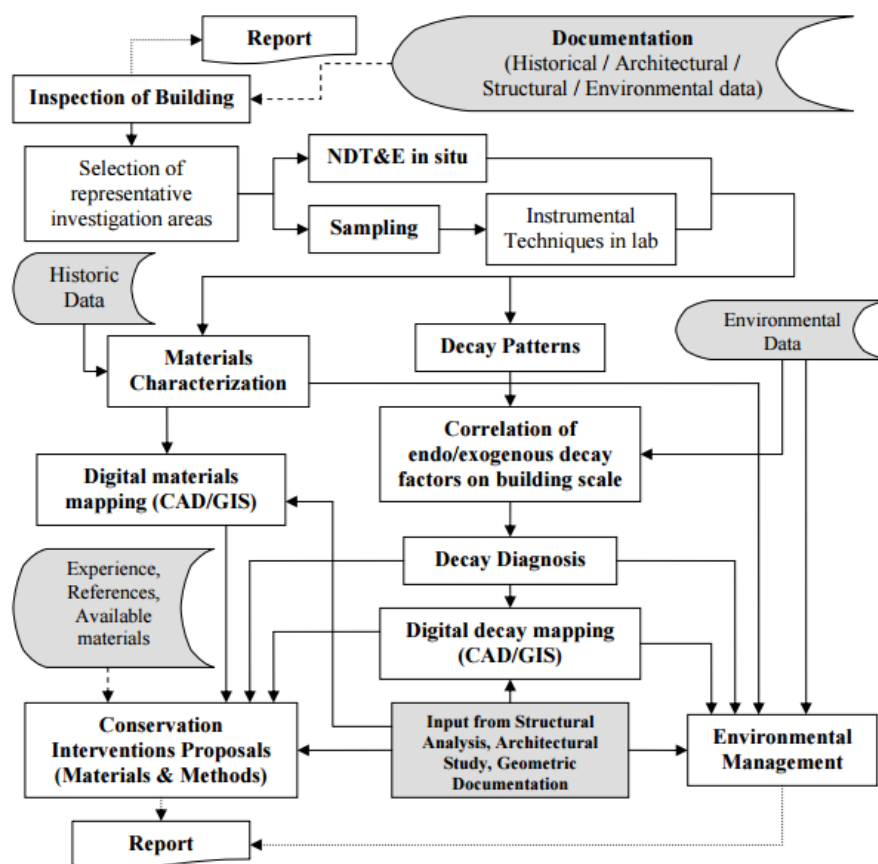 Report
Documentation
(Historical / Architectural /
Structural / Environmental data)
Inspection of Building
Selection of
representative
investigation areas
NDT&E in situ
Sampling
Instrumental
Techniques in lab
Historic
Data
Environmental
Data
Materials
Characterization
Decay Patterns
Correlation of
endo/exogenous decay
factors on building scale
Digital materials
mapping (CAD/GIS)
Decay Diagnosis
Experience,
References,
Available
materials
Digital decay mapping
(CAD/GIS)
Conservation
Interventions Proposals
(Materials & Methods)
Input from Structural
Analysis, Architectural
Study, Geometric
Documentation
Environmental
Management
Report